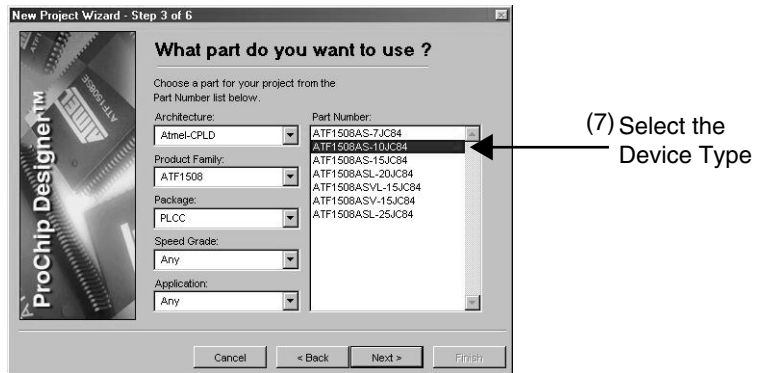 New Project Wizard - Step 3 of 6
ProChip Designer™
ATMEL
ATF1508SE
What part do you want to use ?
Choose a part for your project from the
Part Number list below.
Architecture:
Atmel-CPLD
Product Family:
ATF1508
Package:
PLCC
Speed Grade:
Any
Application:
Any
Part Number:
ATF1508AS-7JC84
ATF1508AS-10JC84
ATF1508AS-15JC84
ATF1508ASL-20JC84
ATF1508ASVL-15JC84
ATF1508ASV-15JC84
ATF1508ASL-25JC84
Cancel
< Back
Next >
Finish
(7) Select the
Device Type